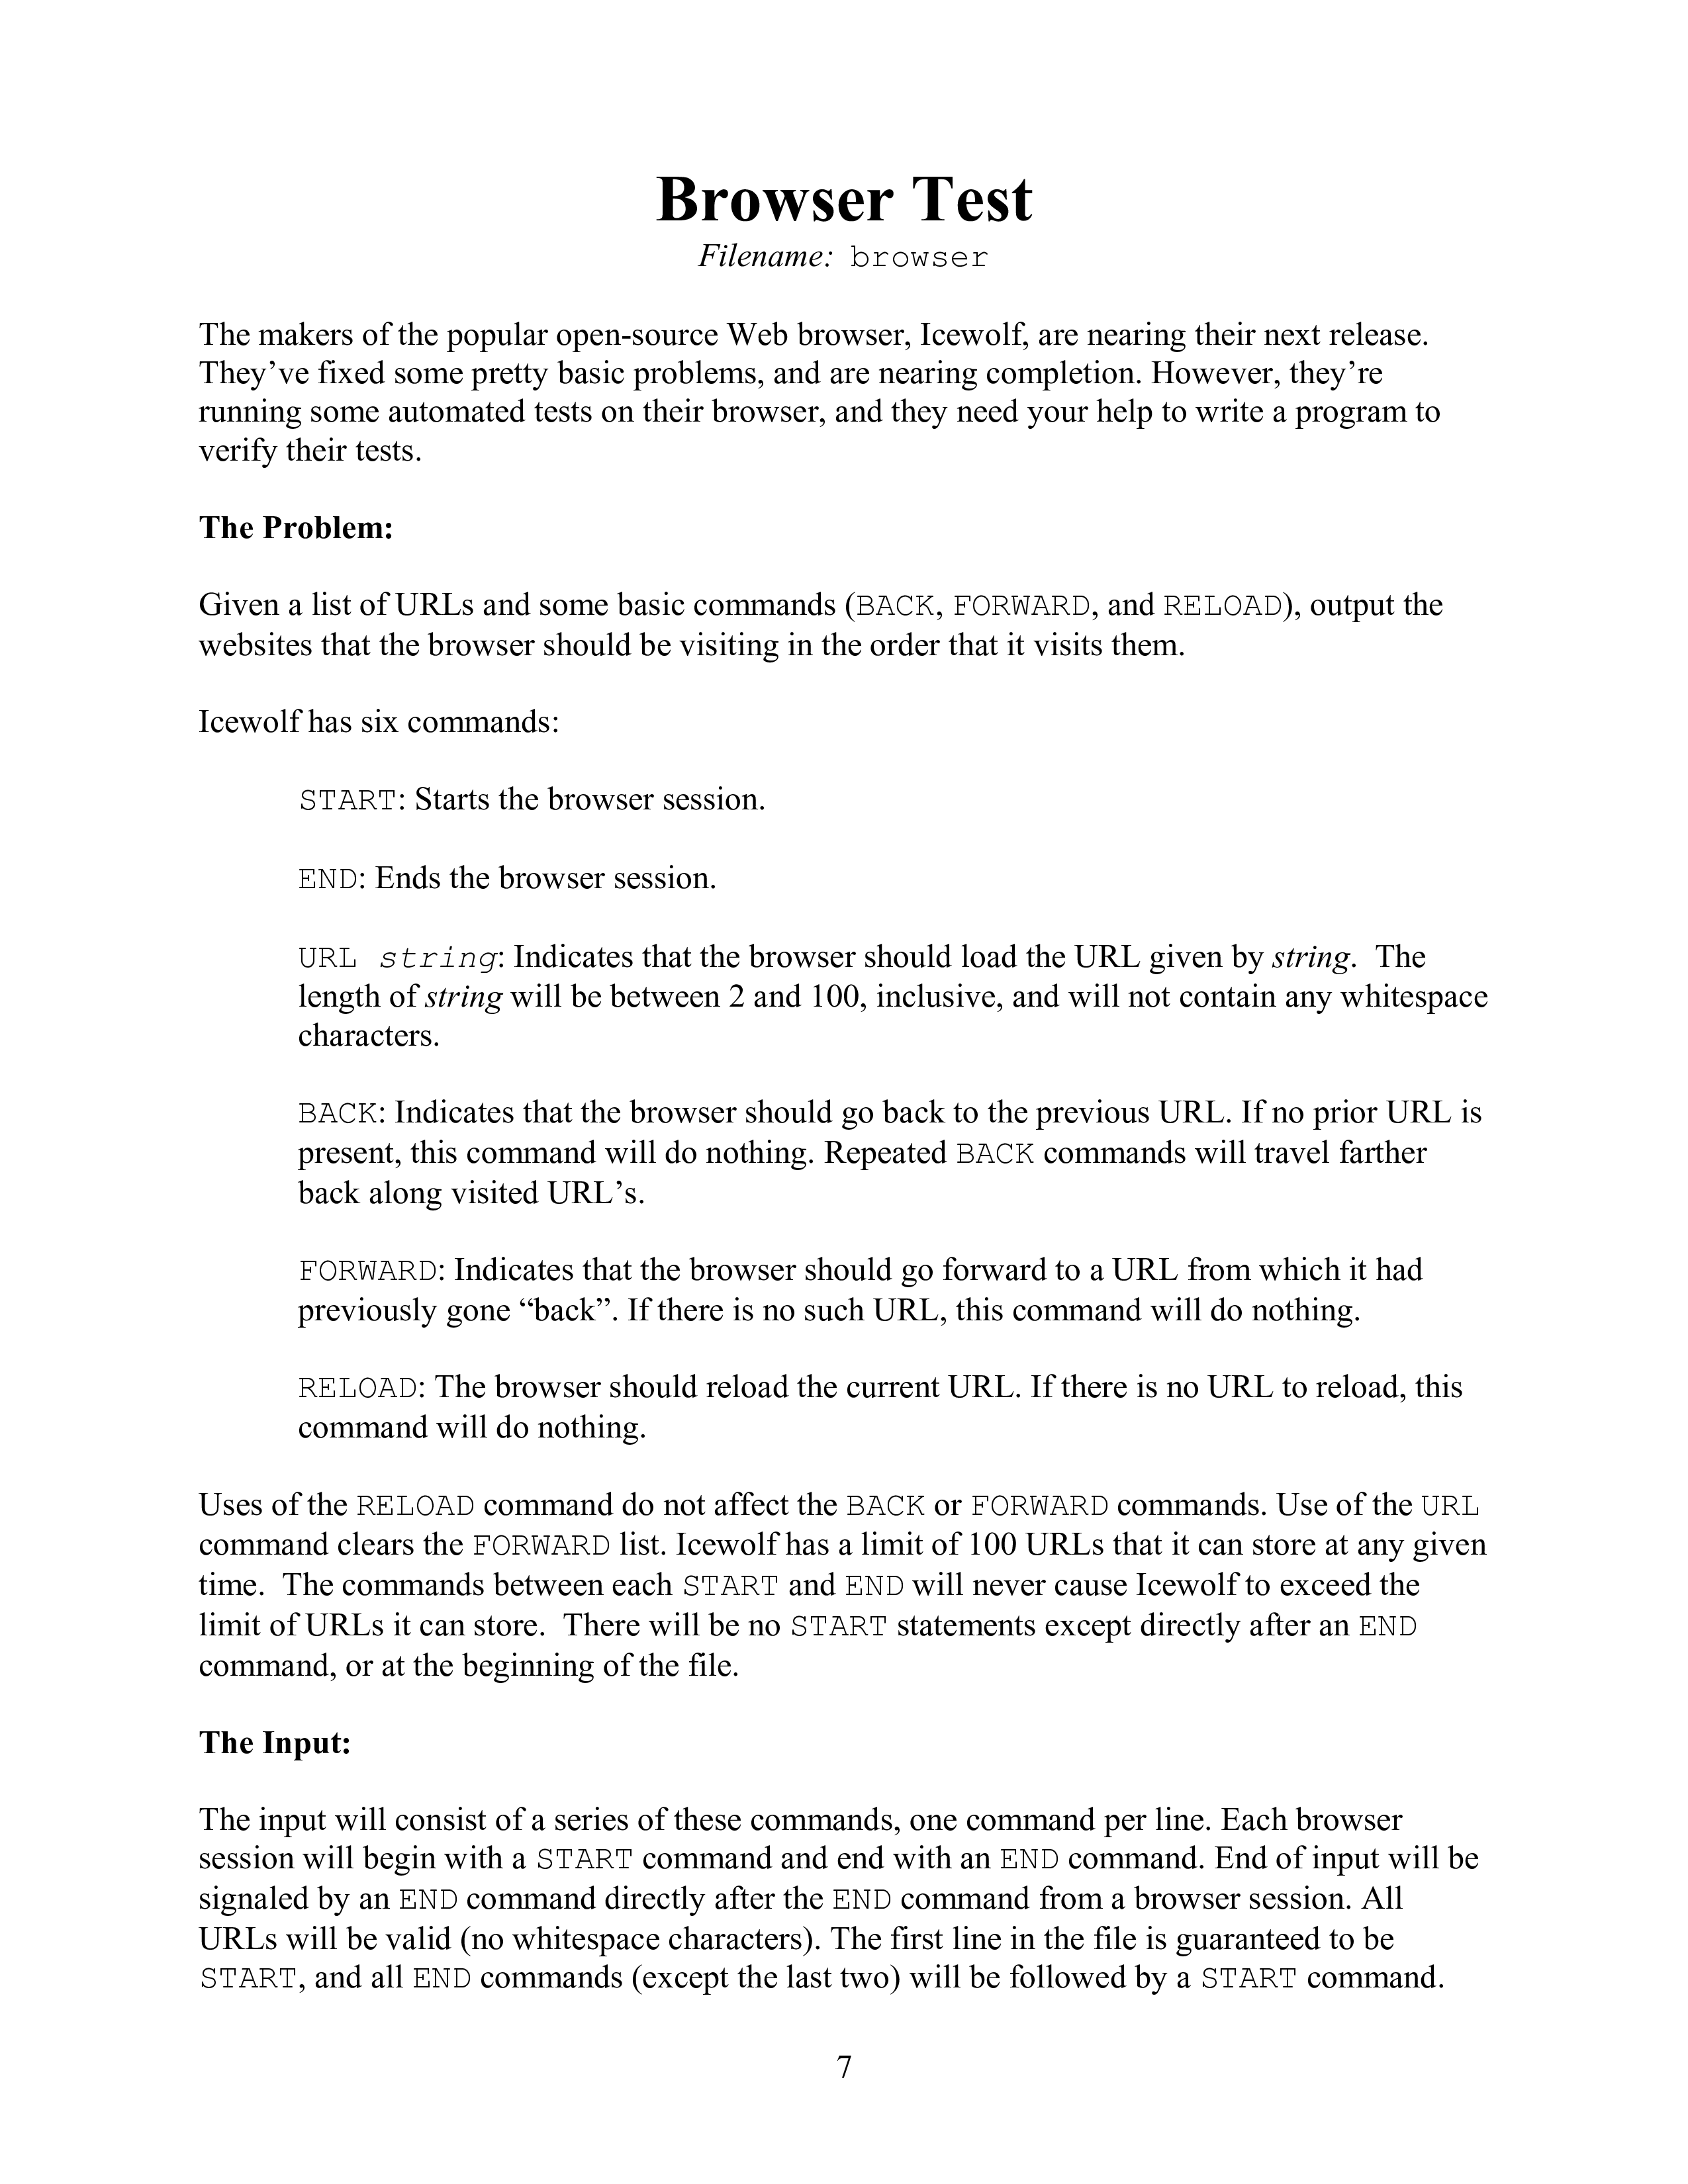 Browser Test
Filename: browser
The makers of the popular open-source Web browser, Icewolf, are nearing their next release.
They’ve fixed some pretty basic problems, and are nearing completion. However, they’re
running some automated tests on their browser, and they need your help to write a program to
verify their tests.
The Problem:
Given a list of URLs and some basic commands (BACK, FORWARD, and RELOAD), output the
websites that the browser should be visiting in the order that it visits them.
Icewolf has six commands:
START: Starts the browser session.
END: Ends the browser session.
URL string: Indicates that the browser should load the URL given by string. The
length of string will be between 2 and 100, inclusive, and will not contain any whitespace
characters.
BACK: Indicates that the browser should go back to the previous URL. If no prior URL is
present, this command will do nothing. Repeated BACK commands will travel farther
back along visited URL’s.
FORWARD: Indicates that the browser should go forward to a URL from which it had
previously gone “back”. If there is no such URL, this command will do nothing.
RELOAD: The browser should reload the current URL. If there is no URL to reload, this
command will do nothing.
Uses of the RELOAD command do not affect the BACK or FORWARD commands. Use of the URL
command clears the FORWARD list. Icewolf has a limit of 100 URLs that it can store at any given
time. The commands between each START and END will never cause Icewolf to exceed the
limit of URLs it can store. There will be no START statements except directly after an END
command, or at the beginning of the file.
The Input:
The input will consist of a series of these commands, one command per line. Each browser
session will begin with a START command and end with an END command. End of input will be
signaled by an END command directly after the END command from a browser session. All
URLs will be valid (no whitespace characters). The first line in the file is guaranteed to be
START, and all END commands (except the last two) will be followed by a START command.
7